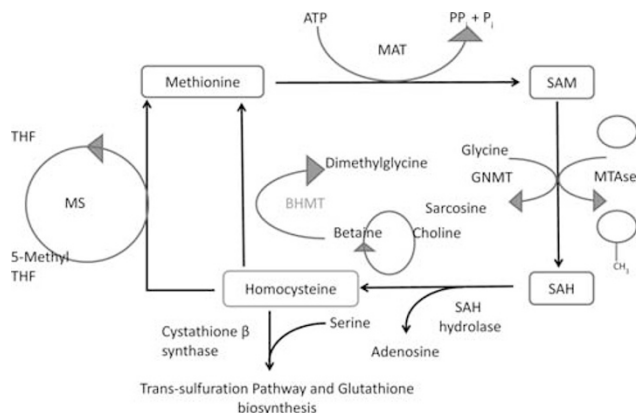 ATP
PPi + Pi
MAT
Methionine
SAM
THF
Glycine
Dimethylglycine
GNMT
MTAse
MS
BHMT
Sarcosine
Betaine
Choline
5-Methyl
THF
CH3
Homocysteine
SAH
Cystathione β
synthase
Serine
SAH
hydrolase
Adenosine
Trans-sulfuration Pathway and Glutathione
biosynthesis